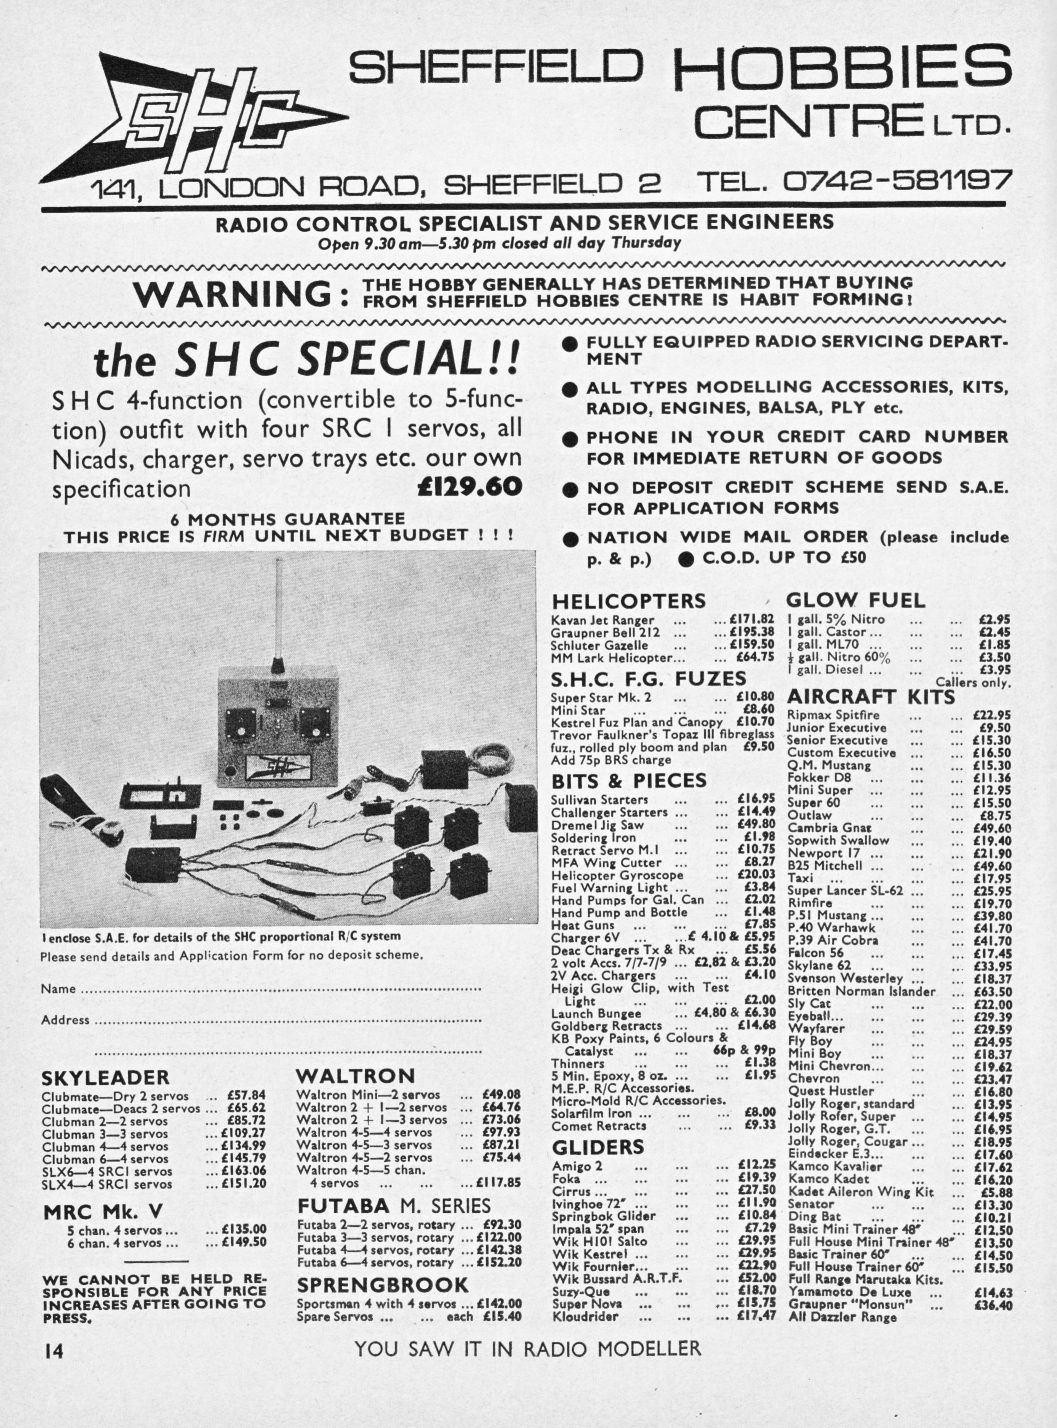 SHC
SHEFFIELD HOBBIES
CENTRE LTD.
141, LONDON ROAD, SHEFFIELD 2 TEL. 0742-581197
RADIO CONTROL SPECIALIST AND SERVICE ENGINEERS
Open 9.30 am—5.30 pm closed all day Thursday
WARNING: THE HOBBY GENERALLY HAS DETERMINED THAT BUYING
FROM SHEFFIELD HOBBIES CENTRE IS HABIT FORMING!
the SHC SPECIAL!!
SHC 4-function (convertible to 5-func-
tion) outfit with four SRC I servos, all
Nicads, charger, servo trays etc. our own
specification £129.60
6 MONTHS GUARANTEE
THIS PRICE IS FIRM UNTIL NEXT BUDGET ! ! !
● FULLY EQUIPPED RADIO SERVICING DEPART-
MENT
● ALL TYPES MODELLING ACCESSORIES, KITS,
RADIO, ENGINES, BALSA, PLY etc.
● PHONE IN YOUR CREDIT CARD NUMBER
FOR IMMEDIATE RETURN OF GOODS
● NO DEPOSIT CREDIT SCHEME SEND S.A.E.
FOR APPLICATION FORMS
● NATION WIDE MAIL ORDER (please include
p. & p.) ● C.O.D. UP TO £50
SHC
I enclose S.A.E. for details of the SHC proportional R/C system
Please send details and Application Form for no deposit scheme.
Name ................................
Address ................................
................................
SKYLEADER
Clubmate—Dry 2 servos ... £57.84
Clubmate—Deacs 2 servos ... £65.62
Clubman 2—2 servos £85.72
Clubman 3—3 servos ... £109.27
Clubman 4—4 servos ... £134.99
Clubman 6—4 servos ... £145.79
SLX6—4 SRCI servos ... £163.06
SLX4—4 SRCI servos ... £151.20
MRC Mk. V
5 chan. 4 servos ... ... £135.00
6 chan. 4 servos ... ... £149.50
WE CANNOT BE HELD RE-
SPONSIBLE FOR ANY PRICE
INCREASES AFTER GOING TO
PRESS.
WALTRON
Waltron Mini—2 servos ... £49.08
Waltron 2 + I—2 servos ... £64.76
Waltron 2 + I—3 servos ... £73.06
Waltron 4-5—4 servos ... £97.93
Waltron 4-5—3 servos ... £87.21
Waltron 4-5—2 servos ... £75.44
Waltron 4-5—5 chan.
4 servos ... ... ... £117.85
FUTABA M. SERIES
Futaba 2—2 servos, rotary ... £92.30
Futaba 3—3 servos, rotary ... £122.00
Futaba 4—4 servos, rotary ... £142.38
Futaba 6—4 servos, rotary ... £152.20
SPRENGBROOK
Sportsman 4 with 4 servos ... £142.00
Spare Servos ... ... each £15.40
HELICOPTERS
Kavan Jet Ranger ... ... £171.82
Graupner Bell 212 ... ... £195.38
Schluter Gazelle ... ... £159.50
MM Lark Helicopter... ... £64.75
S.H.C. F.G. FUZES
Super Star Mk. 2 ... ... £10.80
Mini Star ... ... ... £8.60
Kestrel Fuz Plan and Canopy £10.70
Trevor Faulkner's Topaz III fibreglass
fuz., rolled ply boom and plan £9.50
Add 75p BRS charge
BITS & PIECES
Sullivan Starters ... ... £16.95
Challenger Starters ... ... £14.49
Dremel Jig Saw ... ... £49.80
Soldering Iron ... ... £1.98
Retract Servo M.I ... ... £10.75
MFA Wing Cutter ... ... £8.27
Helicopter Gyroscope ... £20.03
Fuel Warning Light ... ... £3.84
Hand Pumps for Gal. Can ... £2.02
Hand Pump and Bottle ... £1.48
Heat Guns ... ... ... £7.85
Charger 6V ... ... £ 4.10 & £5.95
Deac Chargers Tx & Rx ... £5.56
2 volt Accs. 7/7-7/9 ... £2.82 & £3.20
2V Acc. Chargers ... ... £4.10
Heigi Glow Clip, with Test
Light ... ... ... £2.00
Launch Bungee ... £4.80 & £6.30
Goldberg Retracts ... ... £14.68
KB Poxy Paints, 6 Colours &
Catalyst ... ... 66p & 99p
Thinners ... ... ... £1.38
5 Min. Epoxy, 8 oz. ... ... £1.95
M.E.P. R/C Accessories.
Micro-Mold R/C Accessories.
Solarfilm Iron ... ... ... £8.00
Comet Retracts ... ... £9.33
GLIDERS
Amigo 2 ... ... ... £12.25
Foka ... ... ... ... £19.39
Cirrus ... ... ... ... £27.50
Ivinghoe 72" ... ... ... £11.90
Springbok Glider ... ... £10.84
Impala 52" span ... ... £7.29
Wik H101 Salto ... ... £29.95
Wik Kestrel ... ... ... £29.95
Wik Fournier... ... ... £22.90
Wik Bussard A.R.T.F. ... £52.00
Suzy-Que ... ... ... £18.70
Super Nova ... ... ... £15.75
Kloudrider ... ... ... £17.47
GLOW FUEL
I gall. 5% Nitro ... ... £2.95
I gall. Castor ... ... ... £2.45
I gall. ML70 ... ... ... £1.85
½ gall. Nitro 60% ... ... £3.50
I gall. Diesel ... ... ... £3.95
Callers only.
AIRCRAFT KITS
Ripmax Spitfire ... ... £22.95
Junior Executive ... ... £9.50
Senior Executive ... ... £15.30
Custom Executive ... ... £16.50
Q.M. Mustang ... ... £15.30
Fokker D8 ... ... ... £11.36
Mini Super ... ... ... £12.95
Super 60 ... ... ... £15.50
Outlaw ... ... ... £8.75
Cambria Gnat ... ... £49.60
Sopwith Swallow ... ... £19.40
Newport 17 ... ... ... £21.90
B25 Mitchell ... ... ... £49.60
Taxi ... ... ... ... £17.95
Super Lancer SL-62 ... ... £25.95
Rimfire ... ... ... £19.70
P.51 Mustang ... ... ... £39.80
P.40 Warhawk ... ... £41.70
P.39 Air Cobra ... ... £41.70
Falcon 56 ... ... ... £17.45
Skylane 62 ... ... ... £33.95
Svenson Westerley ... ... £18.37
Britten Norman Islander ... £63.50
Sly Cat ... ... ... £22.00
Eyeball... ... ... ... £29.39
Wayfarer ... ... ... £29.59
Fly Boy ... ... ... £24.95
Mini Boy ... ... ... £18.37
Mini Chevron... ... ... £19.62
Chevron ... ... ... £23.47
Quest Hustler ... ... £16.80
Jolly Roger, standard ... £13.95
Jolly Rofer, Super ... ... £14.95
Jolly Roger, G.T. ... ... £16.95
Jolly Roger, Cougar ... ... £18.95
Eindecker E.3... ... ... £17.60
Kamco Kavalier ... ... £17.62
Kamco Kadet ... ... £16.20
Kadet Aileron Wing Kit ... £5.88
Senator ... ... ... £13.30
Ding Bat ... ... ... £10.21
Basic Mini Trainer 48" ... £12.50
Full House Mini Trainer 48" £13.50
Basic Trainer 60" ... ... £14.50
Full House Trainer 60" ... £15.50
Full Range Marutaka Kits.
Yamamoto De Luxe ... £14.63
Graupner "Monsun" ... £36.40
All Dazzler Range
14 YOU SAW IT IN RADIO MODELLER